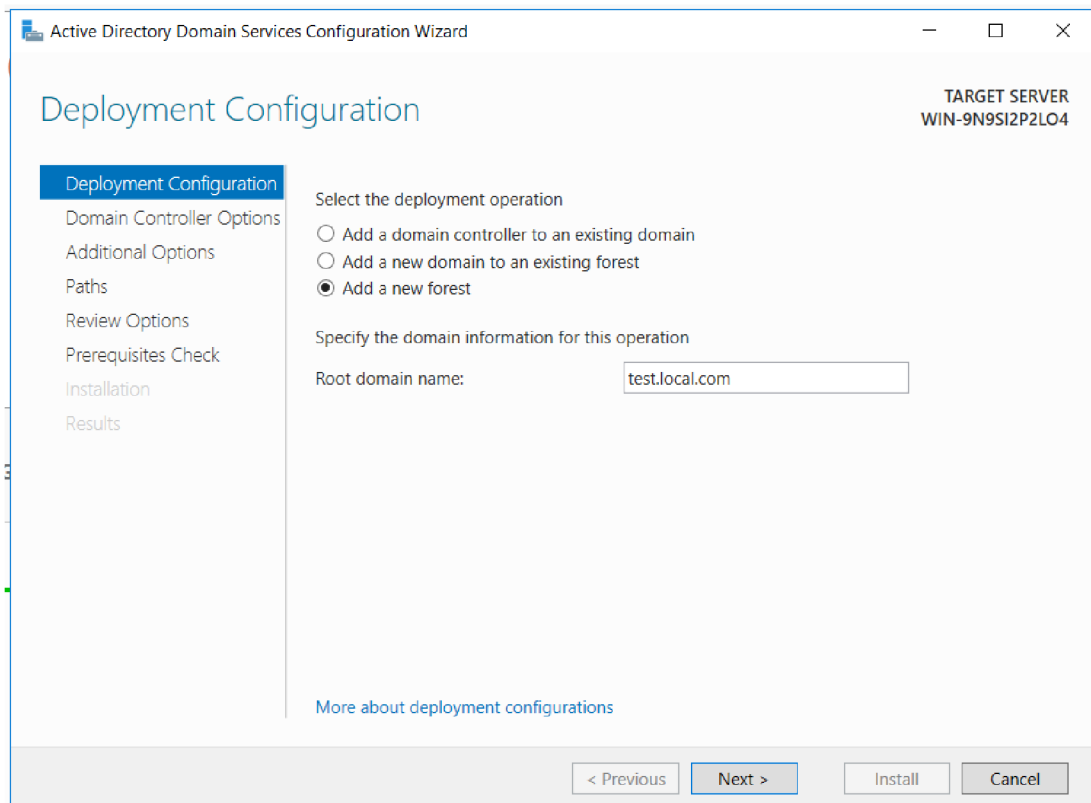 Active Directory Domain Services Configuration Wizard
Deployment Configuration
TARGET SERVER
WIN-9N9SI2P2LO4
Deployment Configuration
Domain Controller Options
Additional Options
Paths
Review Options
Prerequisites Check
Installation
Results
Select the deployment operation
Add a domain controller to an existing domain
Add a new domain to an existing forest
Add a new forest
Specify the domain information for this operation
Root domain name: test.local.com
More about deployment configurations
< Previous Next > Install Cancel